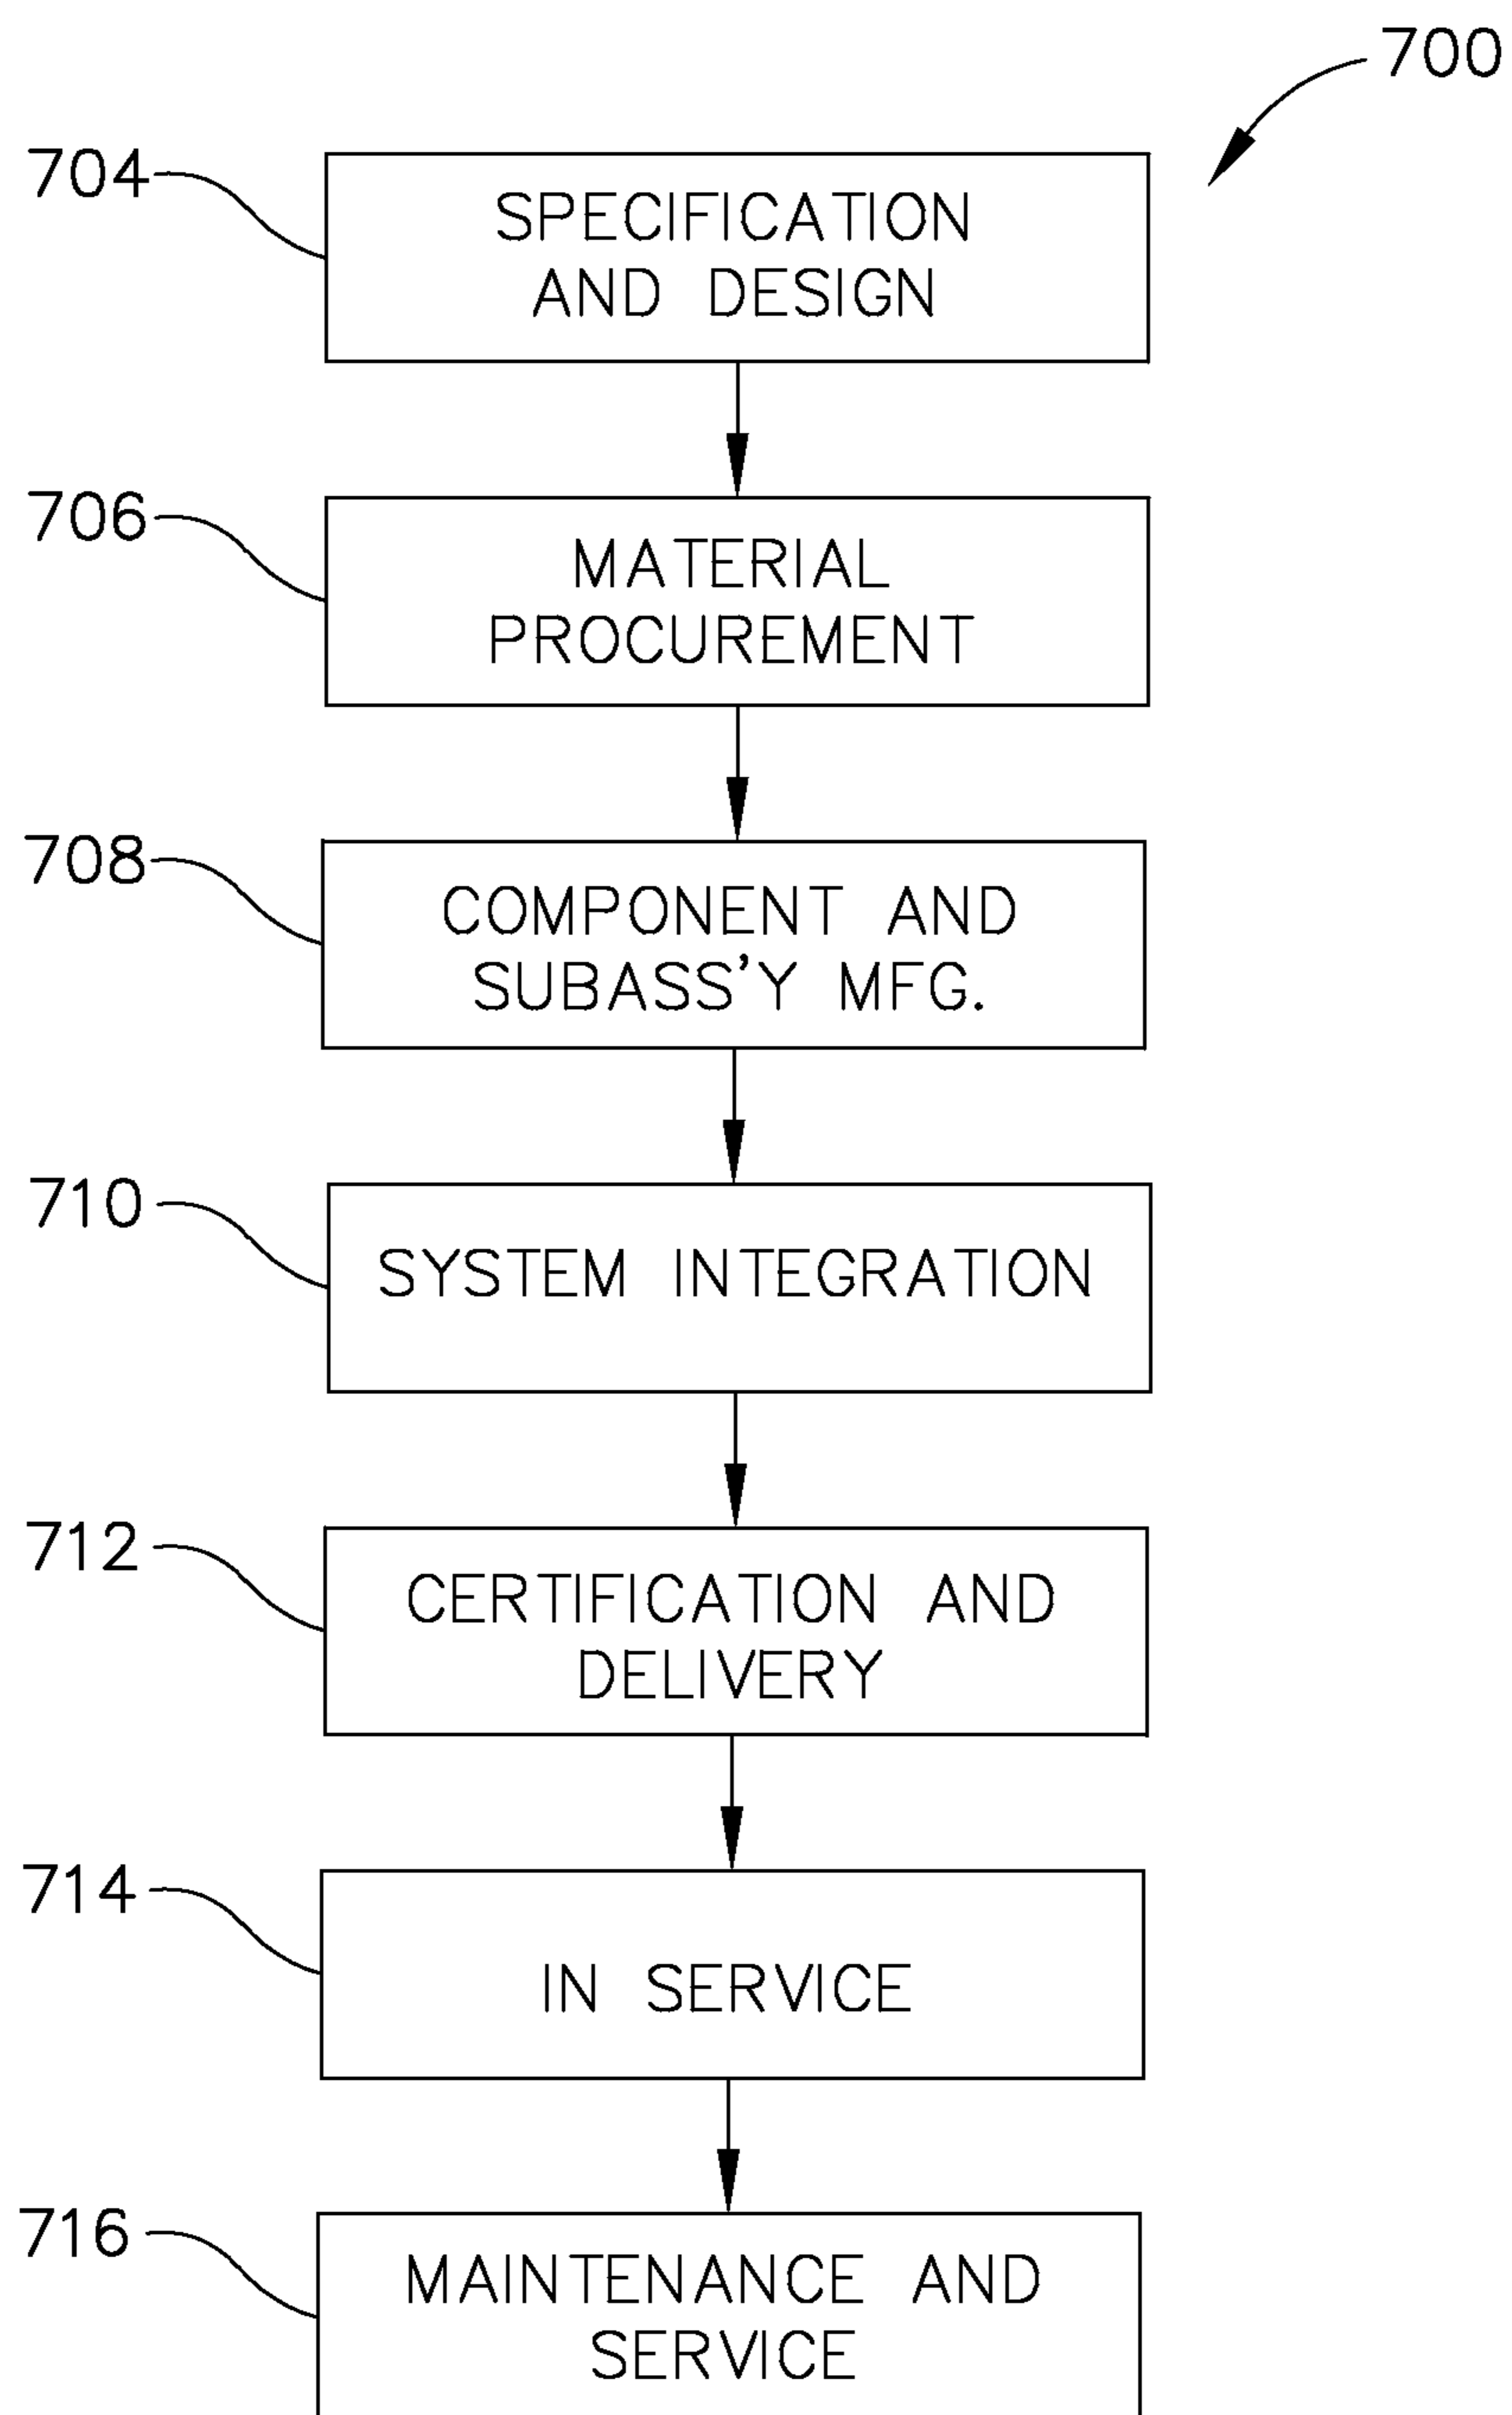 700
704
SPECIFICATION
AND DESIGN
706
MATERIAL
PROCUREMENT
708
COMPONENT AND
SUBASS'Y MFG.
710
SYSTEM INTEGRATION
712
CERTIFICATION AND
DELIVERY
714
IN SERVICE
716
MAINTENANCE AND
SERVICE